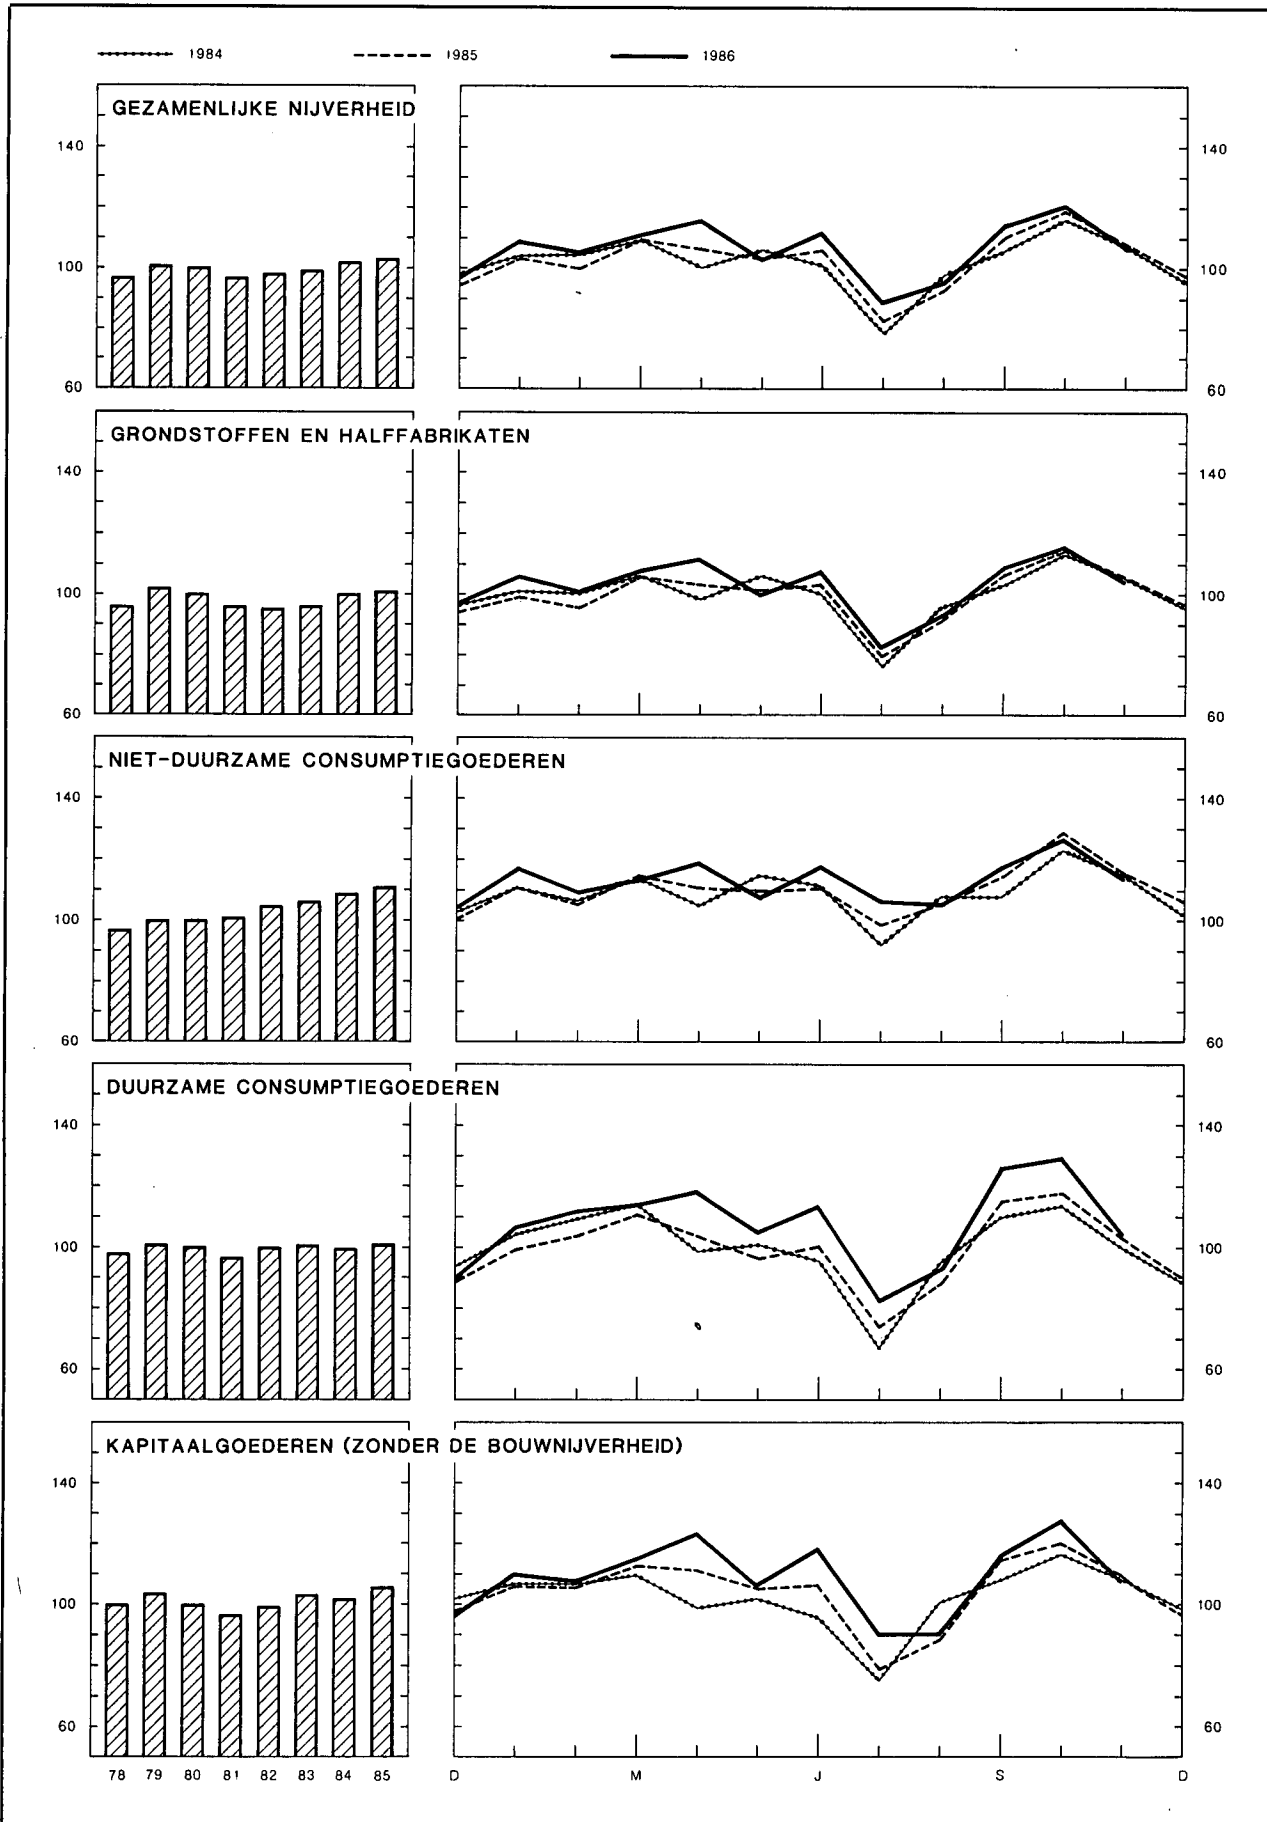 1984 1985 1986
GEZAMENLIJKE NIJVERHEID
140 140
100 100
60 60
GRONDSTOFFEN EN HALFFABRIKATEN
140 140
100 100
60 60
NIET-DUURZAME CONSUMPTIEGOEDEREN
140 140
100 100
60 60
DUURZAME CONSUMPTIEGOEDEREN
140 140
100 100
60 60
KAPITAALGOEDEREN (ZONDER DE BOUWNIJVERHEID)
140 140
100 100
60 60
78 79 80 81 82 83 84 85 D M J S D